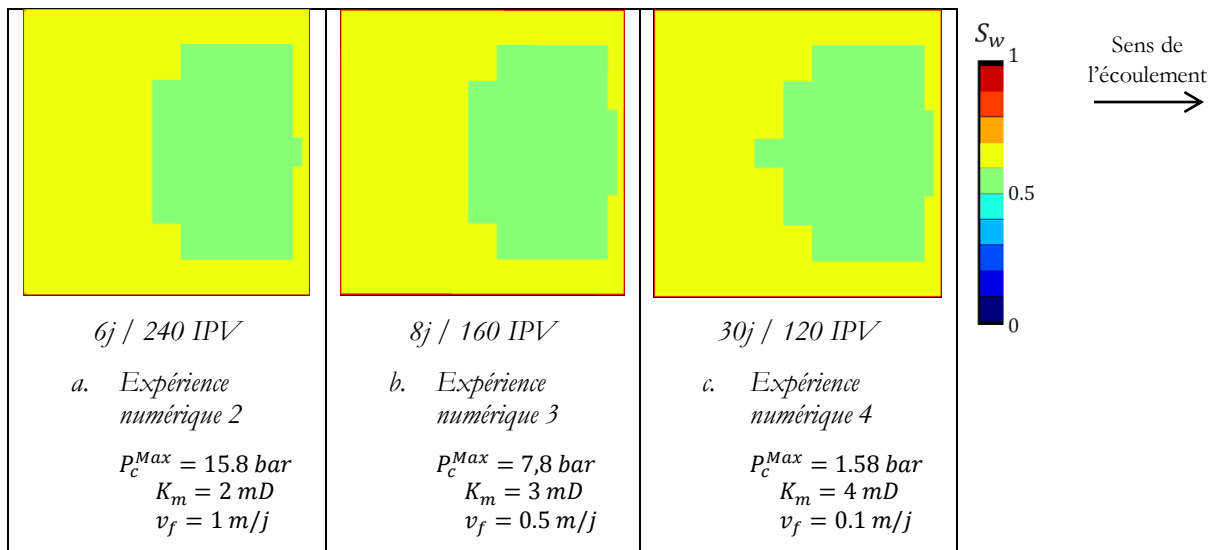 S_w
1
0.5
0
Sens de
l'écoulement
6j / 240 IPV
a. Expérience
numérique 2
P_c^{Max} = 15.8 bar
K_m = 2 mD
v_f = 1 m/j
8j / 160 IPV
b. Expérience
numérique 3
P_c^{Max} = 7,8 bar
K_m = 3 mD
v_f = 0.5 m/j
30j / 120 IPV
c. Expérience
numérique 4
P_c^{Max} = 1.58 bar
K_m = 4 mD
v_f = 0.1 m/j